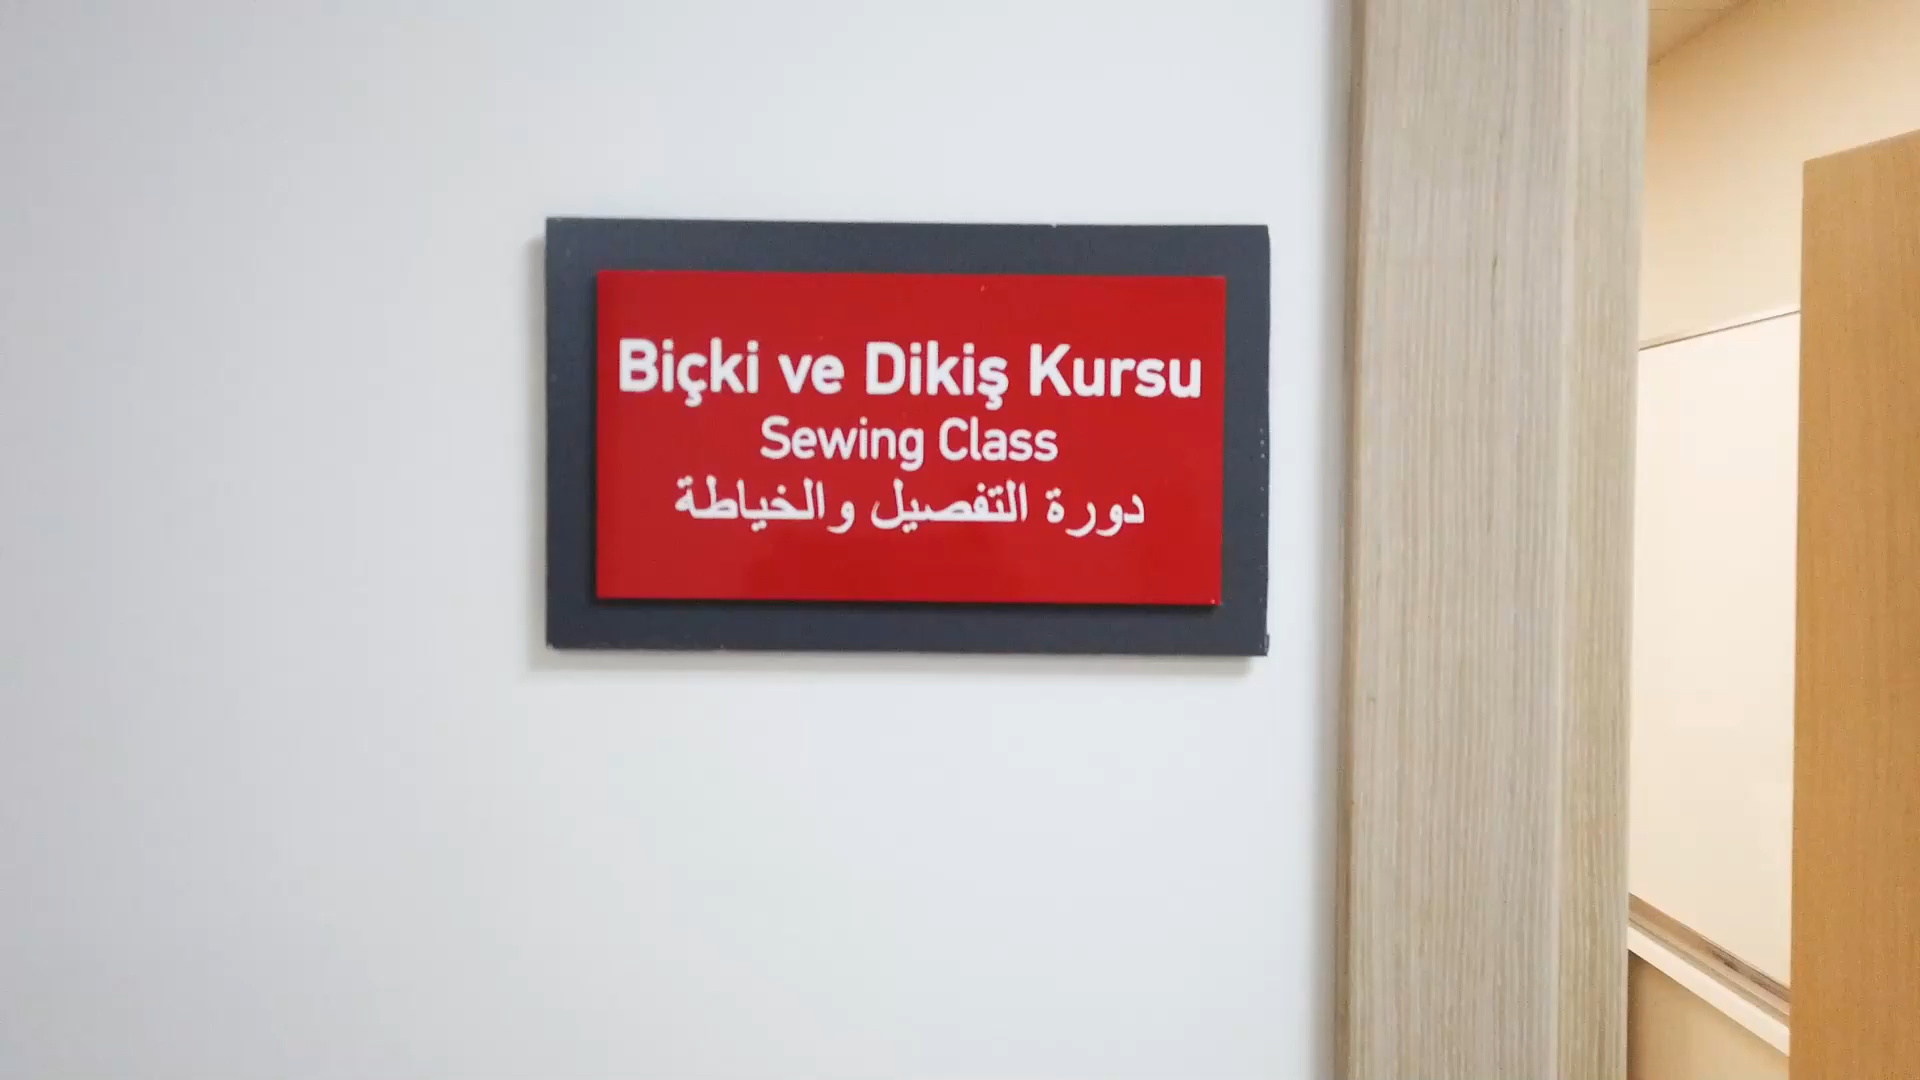 Biçki ve Dikiş Kursu
Sewing Class
دورة التفصيل والخياطة